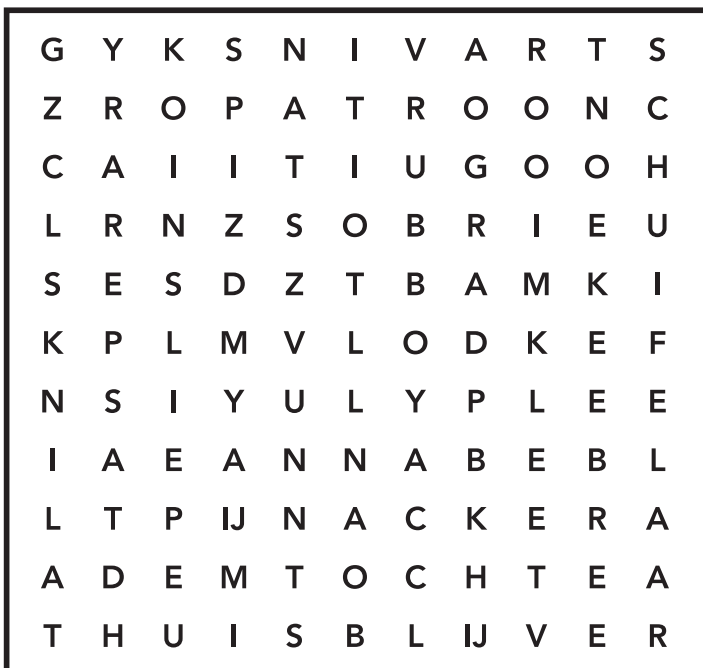 G Y K S N I V A R T S
Z R O P A T R O O N C
C A I I T I U G O O H
L R N Z S O B R I E U
S E S D Z T B A M K I
K P L M V L O D K E F
N S I Y U L Y P L E E
I A E A N N A B E B L
L T P IJ N A C K E R A
A D E M T O C H T E A
T H U I S B L IJ V E R